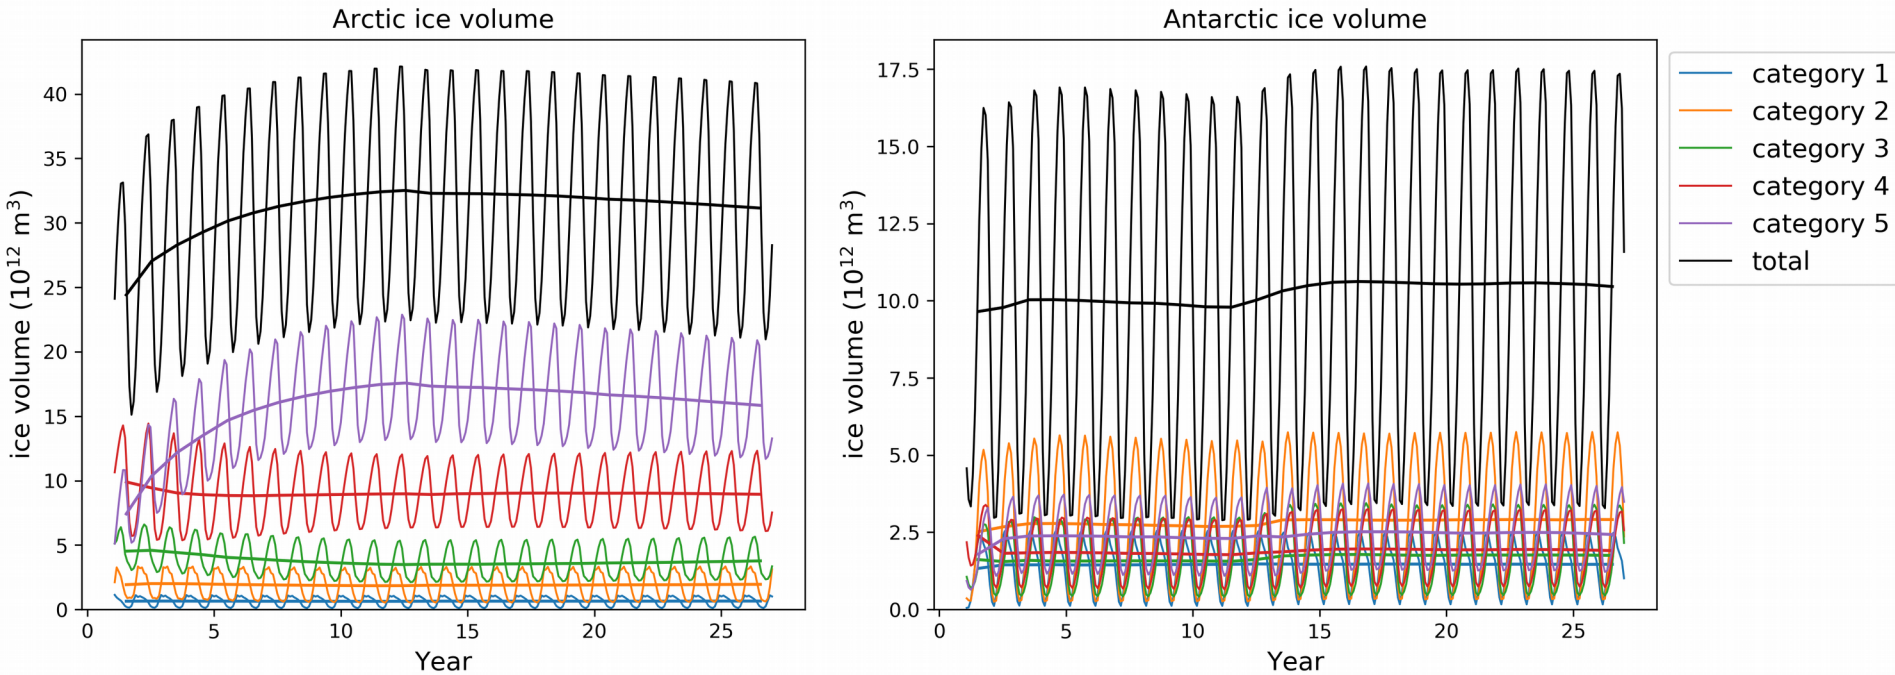 Arctic ice volume
ice volume (10¹² m³)
40
35
30
25
20
15
10
5
0
0 5 10 15 20 25
Year
Antarctic ice volume
ice volume (10¹² m³)
17.5
15.0
12.5
10.0
7.5
5.0
2.5
0.0
0 5 10 15 20 25
Year
category 1
category 2
category 3
category 4
category 5
total